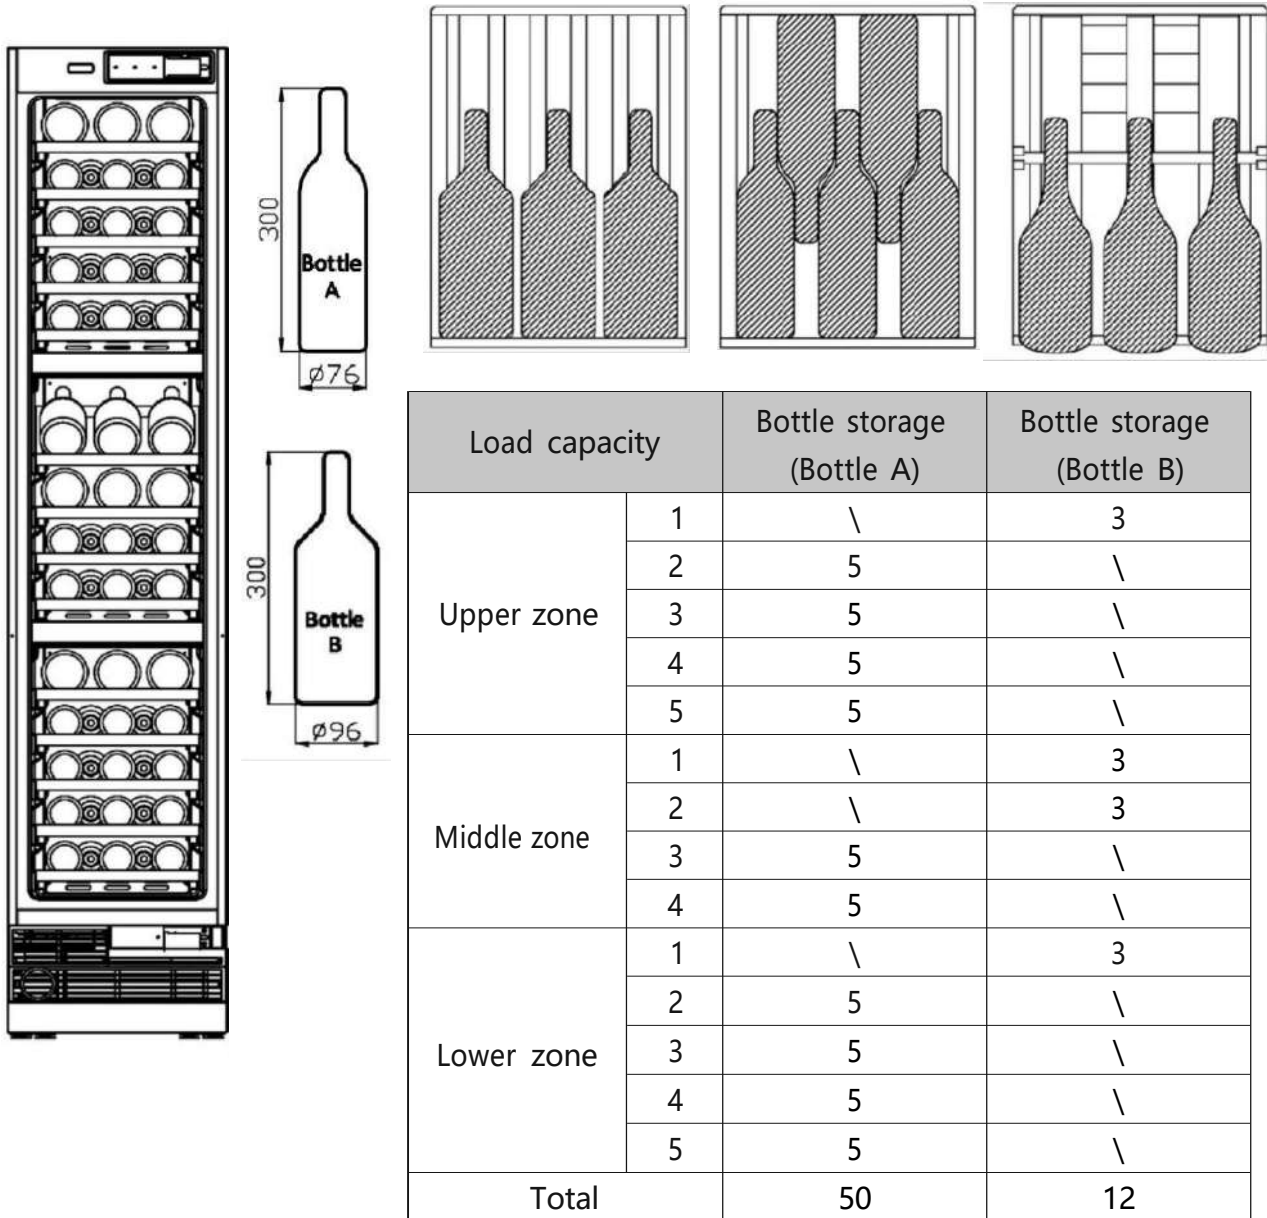 300
Bottle
A
ø76
300
Bottle
B
ø96
Load capacity Bottle storage (Bottle A) Bottle storage (Bottle B)
Upper zone 1 \ 3
2 5 \
3 5 \
4 5 \
5 5 \
Middle zone 1 \ 3
2 \ 3
3 5 \
4 5 \
Lower zone 1 \ 3
2 5 \
3 5 \
4 5 \
5 5 \
Total 50 12